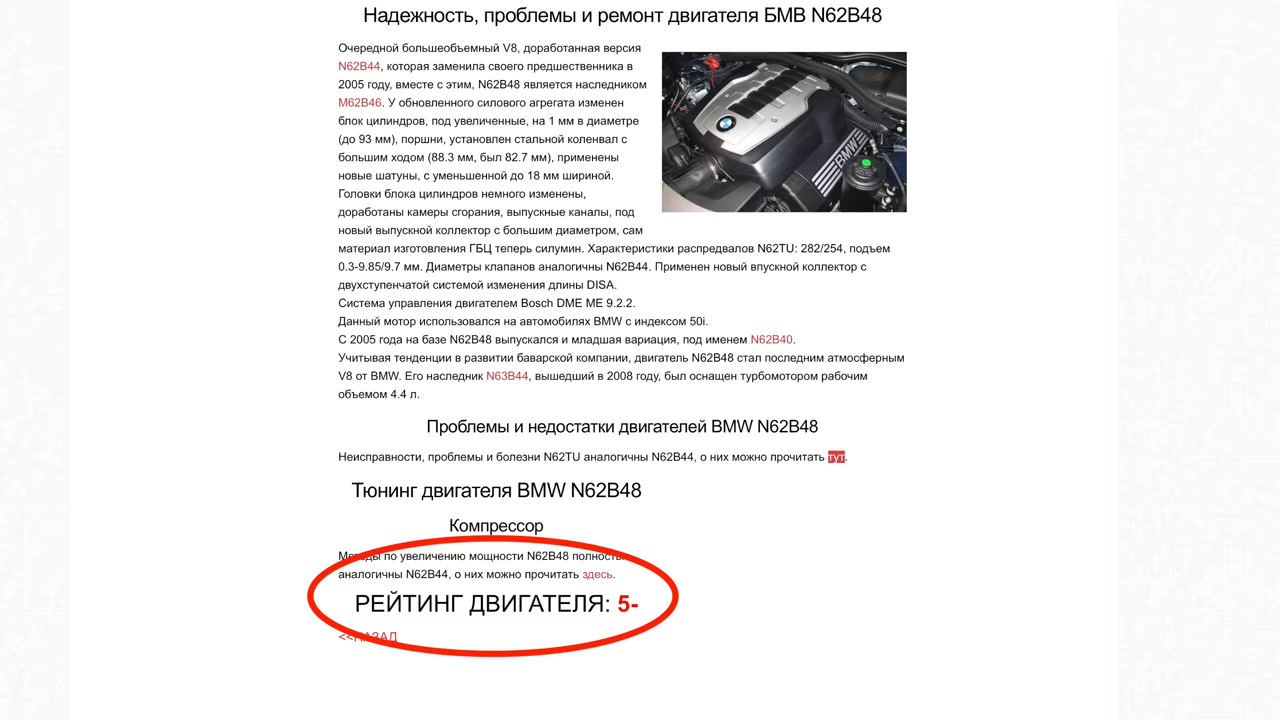 Надежность, проблемы и ремонт двигателя БМВ N62B48
Очередной большеобъемный V8, доработанная версия
N62B44, которая заменила своего предшественника в
2005 году, вместе с этим, N62B48 является наследником
M62B46. У обновленного силового агрегата изменен
блок цилиндров, под увеличенные, на 1 мм в диаметре
(до 93 мм), поршни, установлен стальной коленвал с
большим ходом (88.3 мм, был 82.7 мм), применены
новые шатуны, с уменьшенной до 18 мм шириной.
Головки блока цилиндров немного изменены,
доработаны камеры сгорания, выпускные каналы, под
новый выпускной коллектор с большим диаметром, сам
материал изготовления ГБЦ теперь силумин. Характеристики распредвалов N62TU: 282/254, подъем
0.3-9.85/9.7 мм. Диаметры клапанов аналогичны N62B44. Применен новый впускной коллектор с
двухступенчатой системой изменения длины DISA.
Система управления двигателем Bosch DME ME 9.2.2.
Данный мотор использовался на автомобилях BMW с индексом 50i.
С 2005 года на базе N62B48 выпускался и младшая вариация, под именем N62B40.
Учитывая тенденции в развитии баварской компании, двигатель N62B48 стал последним атмосферным
V8 от BMW. Его наследник N63B44, вышедший в 2008 году, был оснащен турбомотором рабочим
объемом 4.4 л.
BMW
Проблемы и недостатки двигателей BMW N62B48
Неисправности, проблемы и болезни N62TU аналогичны N62B44, о них можно прочитать тут.
Тюнинг двигателя BMW N62B48
Компрессор
Методы по увеличению мощности N62B48 полностью
аналогичны N62B44, о них можно прочитать здесь.
РЕЙТИНГ ДВИГАТЕЛЯ: 5-
<<НАЗАД